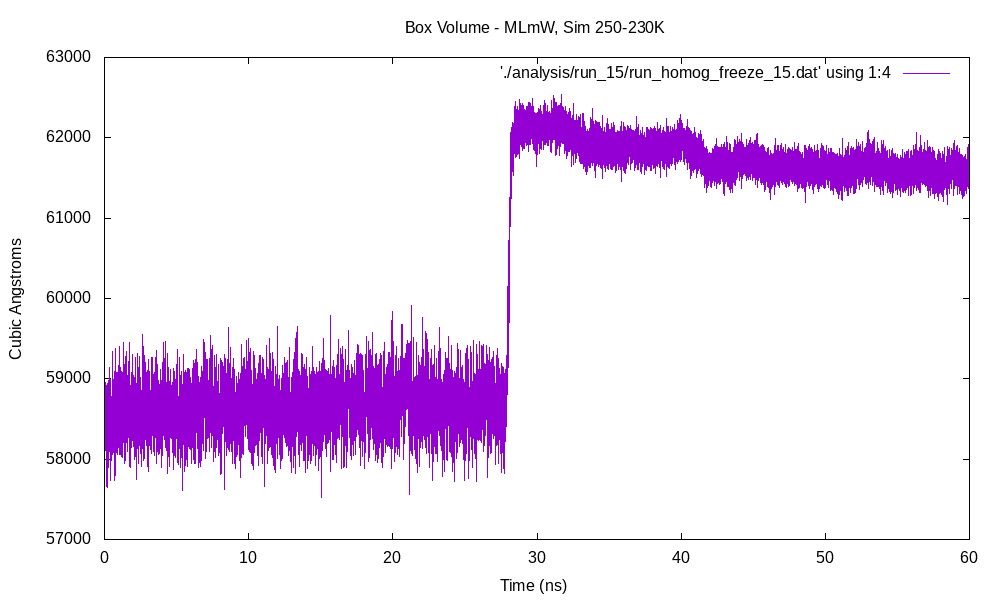 Box Volume - MLmW, Sim 250-230K
'./analysis/run_15/run_homog_freeze_15.dat' using 1:4
63000
62000
61000
60000
59000
58000
57000
Cubic Angstroms
0 10 20 30 40 50 60
Time (ns)